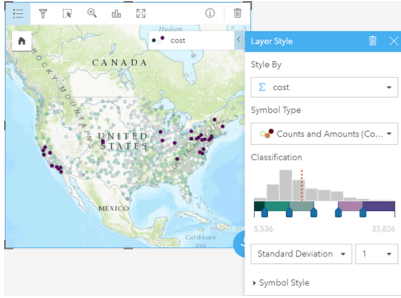 cost
Hudson
CANADA
ROCKY MOUNTAINS
UNITED
STATES
MEXICO
Caribbean
Sea
Layer Style
Style By
Σ cost
Symbol Type
Counts and Amounts (Co...
Classification
5,536 33,826
Standard Deviation 1
Symbol Style